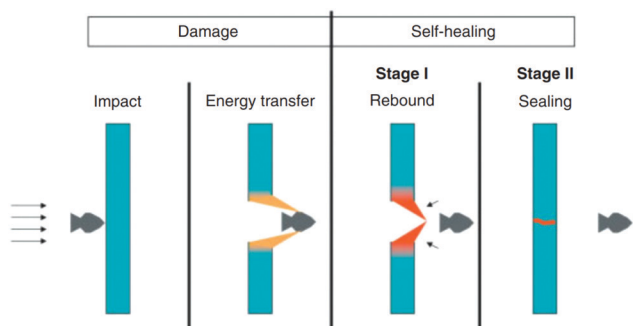 Damage
Self-healing
Impact
Energy transfer
Stage I
Rebound
Stage II
Sealing